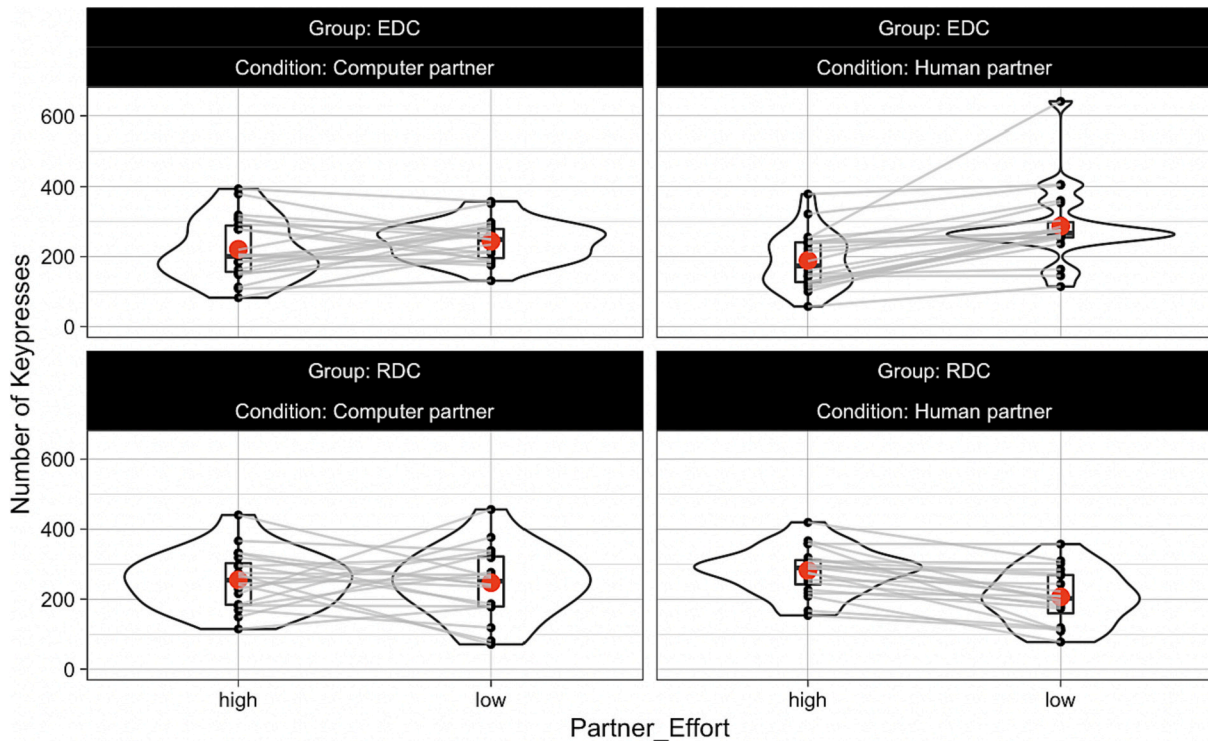 Group: EDC
Condition: Computer partner
Group: EDC
Condition: Human partner
600
400
200
0
Number of Keypresses
Group: RDC
Condition: Computer partner
Group: RDC
Condition: Human partner
600
400
200
0
high
low
high
low
Partner_Effort